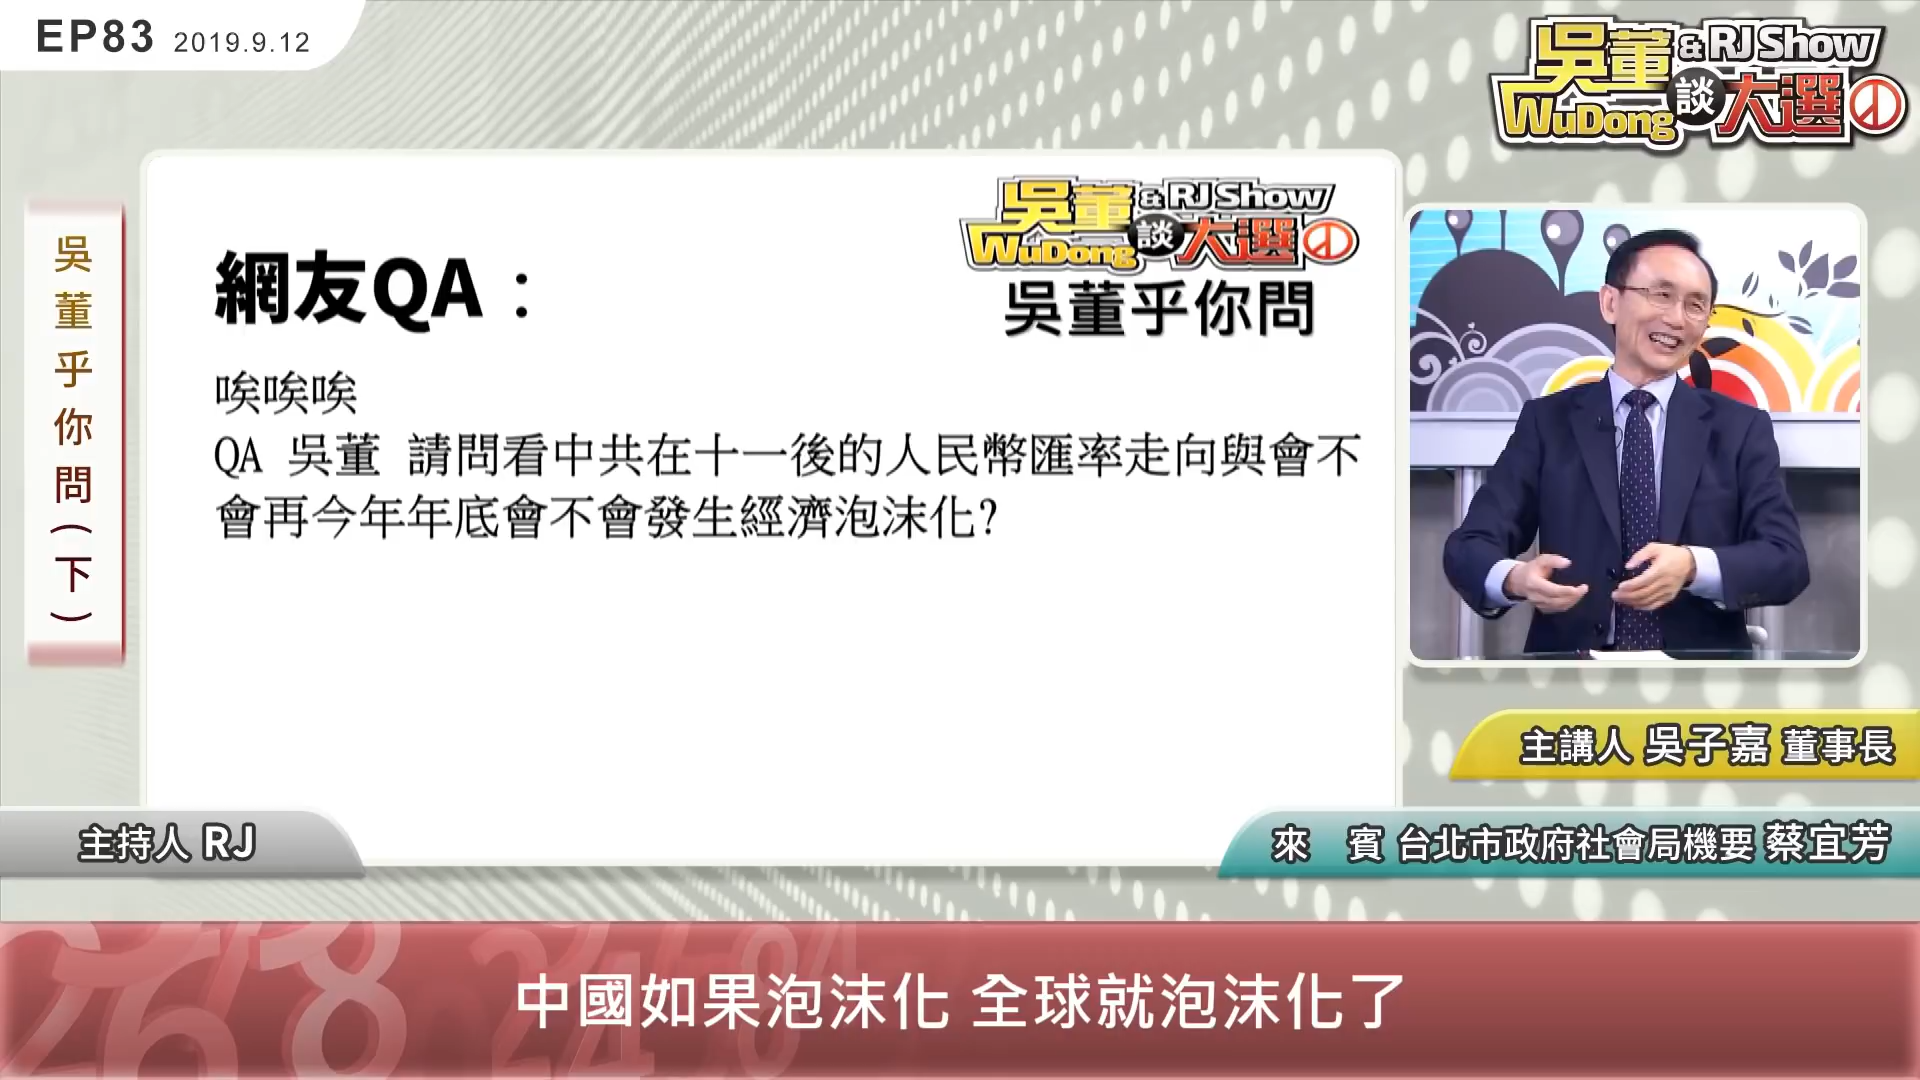 EP83 2019.9.12
吳董 & RJ Show
WuDong 談 大選
吳董乎你問(下)
吳董 & RJ Show
WuDong 談 大選
吳董乎你問
網友QA：
唉唉唉
QA 吳董 請問看中共在十一後的人民幣匯率走向與會不
會再今年年底會不會發生經濟泡沫化?
主講人 吳子嘉 董事長
主持人 RJ
來 賓 台北市政府社會局機要 蔡宜芳
中國如果泡沫化 全球就泡沫化了